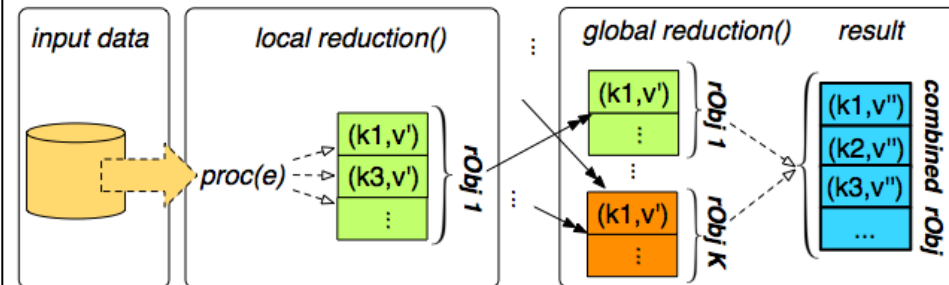 input data
local reduction()
...
global reduction()
result
proc(e)
(k1,v')
(k3,v')
...
rObj 1
...
(k1,v')
...
rObj 1
...
(k1,v')
...
rObj K
(k1,v")
(k2,v")
(k3,v")
...
combined rObj